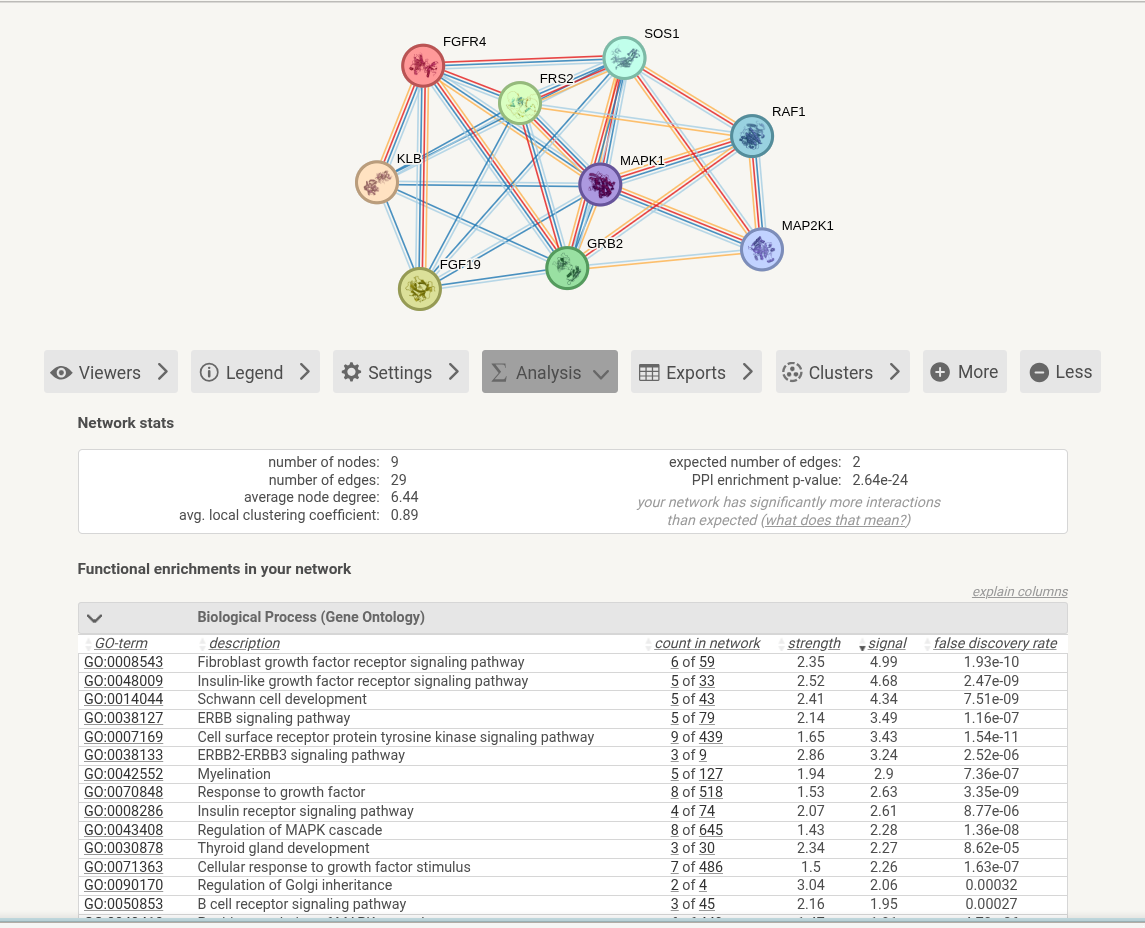 SOS1
FGFR4
FRS2
RAF1
KLB
MAPK1
MAP2K1
GRB2
FGF19
Viewers Legend Settings Analysis Exports Clusters More Less
Network stats
number of nodes: 9 expected number of edges: 2
number of edges: 29 PPI enrichment p-value: 2.64e-24
average node degree: 6.44 your network has significantly more interactions
avg. local clustering coefficient: 0.89 than expected (what does that mean?)
Functional enrichments in your network
explain columns
Biological Process (Gene Ontology)
GO-term description count in network strength signal false discovery rate
GO:0008543 Fibroblast growth factor receptor signaling pathway 6 of 59 2.35 4.99 1.93e-10
GO:0048009 Insulin-like growth factor receptor signaling pathway 5 of 33 2.52 4.68 2.47e-09
GO:0014044 Schwann cell development 5 of 43 2.41 4.34 7.51e-09
GO:0038127 ERBB signaling pathway 5 of 79 2.14 3.49 1.16e-07
GO:0007169 Cell surface receptor protein tyrosine kinase signaling pathway 9 of 439 1.65 3.43 1.54e-11
GO:0038133 ERBB2-ERBB3 signaling pathway 3 of 9 2.86 3.24 2.52e-06
GO:0042552 Myelination 5 of 127 1.94 2.9 7.36e-07
GO:0070848 Response to growth factor 8 of 518 1.53 2.63 3.35e-09
GO:0008286 Insulin receptor signaling pathway 4 of 74 2.07 2.61 8.77e-06
GO:0043408 Regulation of MAPK cascade 8 of 645 1.43 2.28 1.36e-08
GO:0030878 Thyroid gland development 3 of 30 2.34 2.27 8.62e-05
GO:0071363 Cellular response to growth factor stimulus 7 of 486 1.5 2.26 1.63e-07
GO:0090170 Regulation of Golgi inheritance 2 of 4 3.04 2.06 0.00032
GO:0050853 B cell receptor signaling pathway 3 of 45 2.16 1.95 0.00027